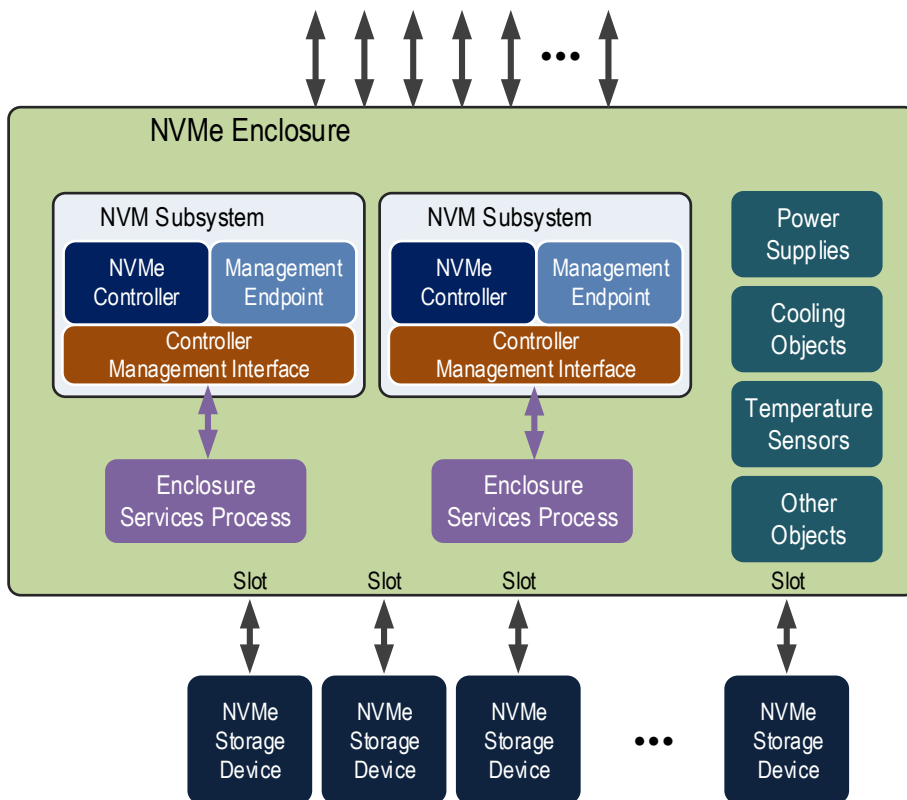 •••
NVMe Enclosure
NVM Subsystem
NVMe
Controller
Management
Endpoint
Controller
Management Interface
Enclosure
Services Process
NVM Subsystem
NVMe
Controller
Management
Endpoint
Controller
Management Interface
Enclosure
Services Process
Power
Supplies
Cooling
Objects
Temperature
Sensors
Other
Objects
Slot
Slot
Slot
Slot
NVMe
Storage
Device
NVMe
Storage
Device
NVMe
Storage
Device
•••
NVMe
Storage
Device